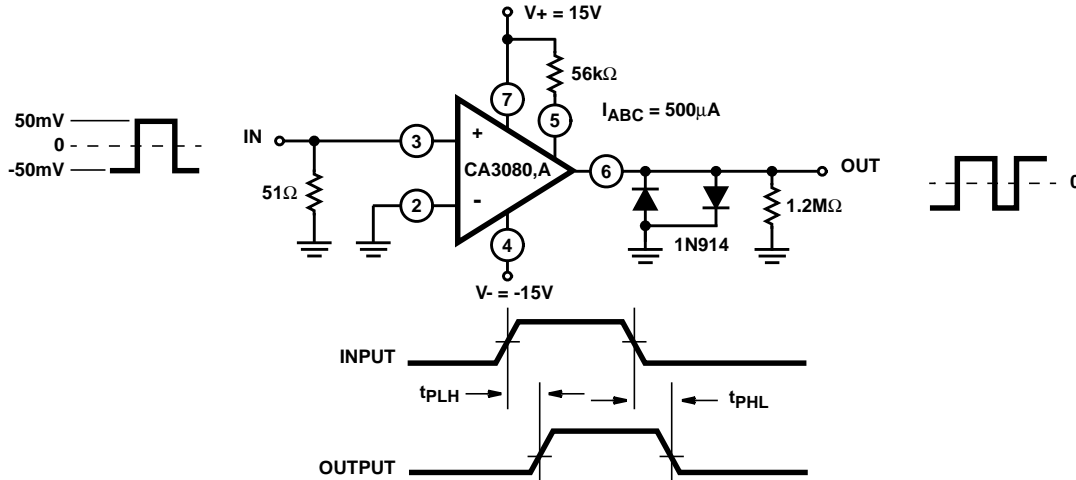 V+ = 15V
56kΩ
7
5
I_ABC = 500μA
50mV
0
-50mV
IN
3
+
CA3080,A
6
OUT
0
51Ω
2
-
1.2MΩ
1N914
4
V- = -15V
INPUT
t_PLH
t_PHL
OUTPUT